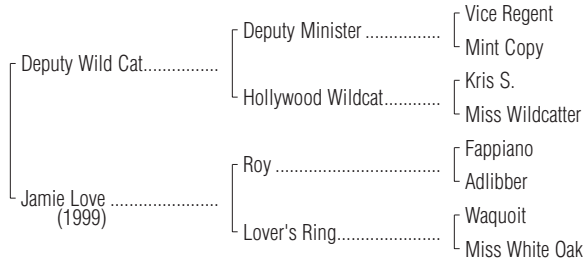 Vice Regent
Deputy Minister ..................
Mint Copy
Deputy Wild Cat.................
Kris S.
Hollywood Wildcat.............
Miss Wildcatter
Fappiano
Roy ......................................
Adlibber
Jamie Love .........................
(1999)
Waquoit
Lover's Ring........................
Miss White Oak